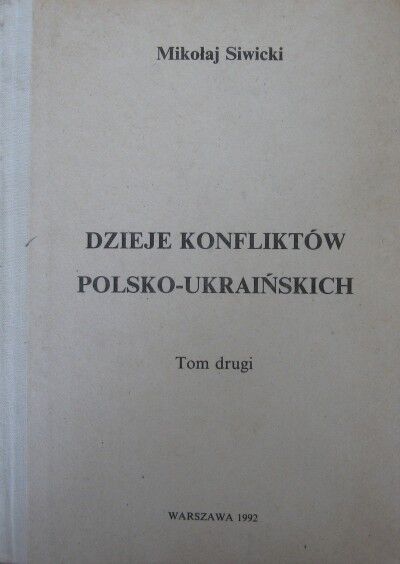 Mikołaj Siwicki
DZIEJE KONFLIKTÓW
POLSKO-UKRAIŃSKICH
Tom drugi
WARSZAWA 1992